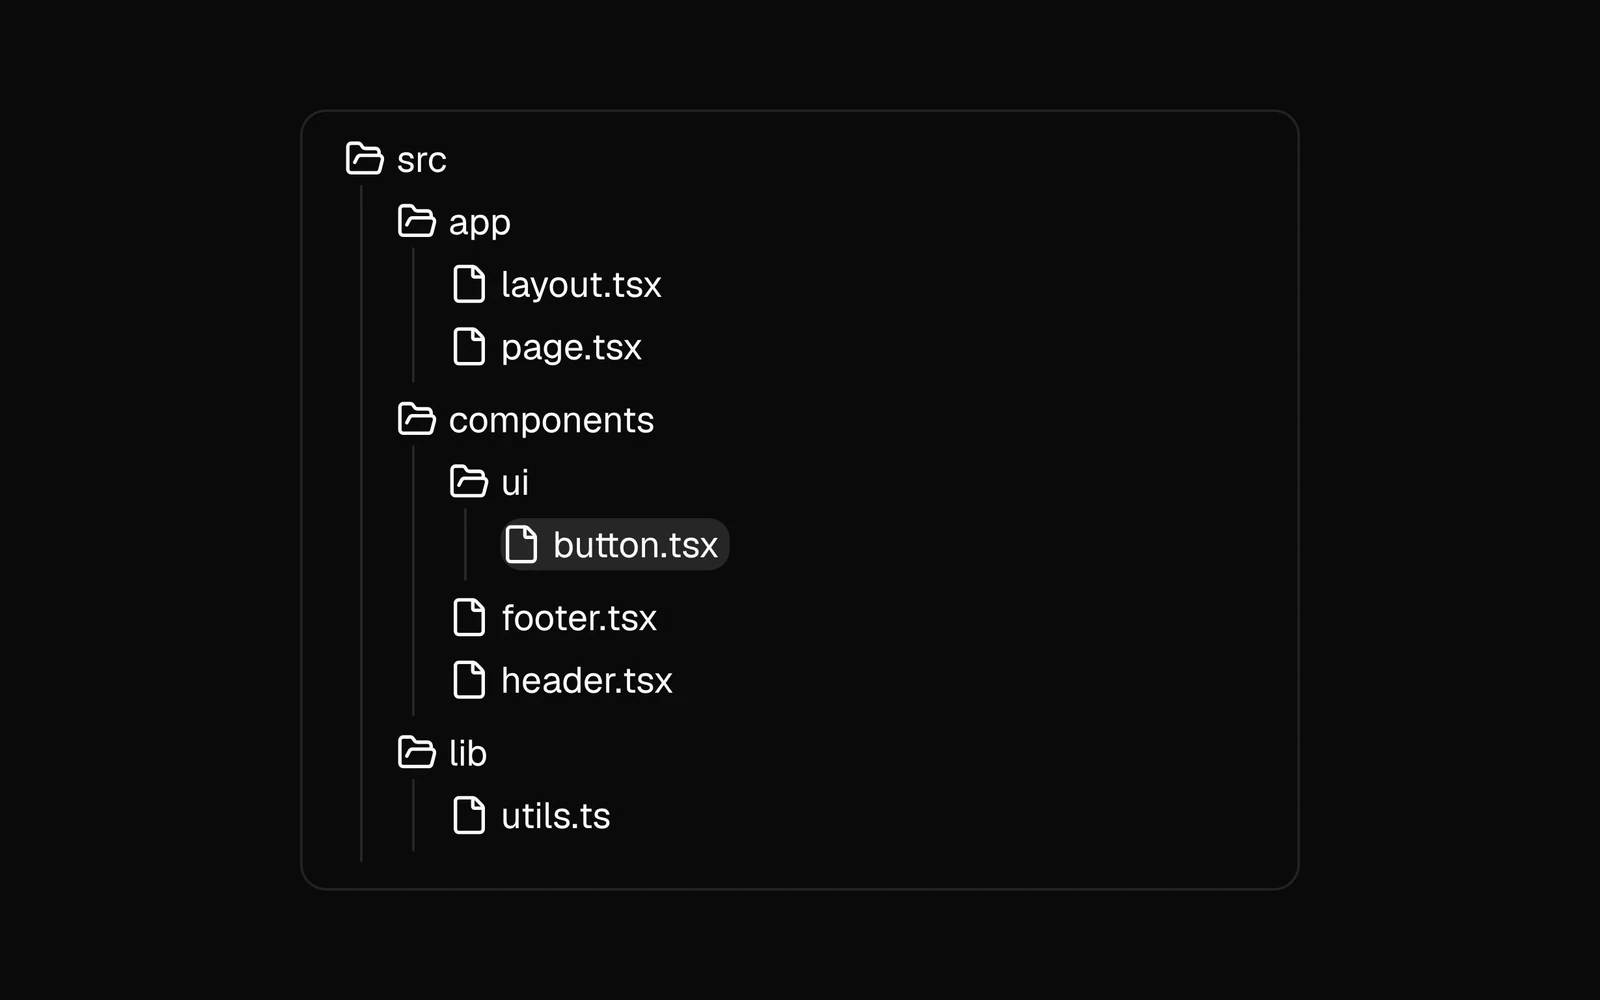 src
app
layout.tsx
page.tsx
components
ui
button.tsx
footer.tsx
header.tsx
lib
utils.ts